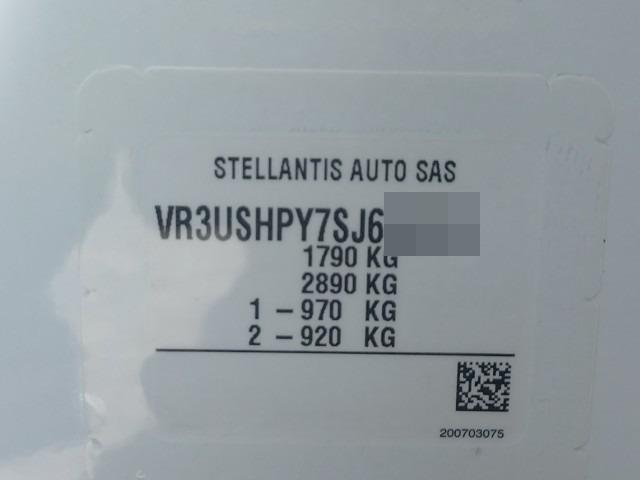 STELLANTIS AUTO SAS
VR3USHPY7SJ6
1790 KG
2890 KG
1 – 970 KG
2 – 920 KG
200703075